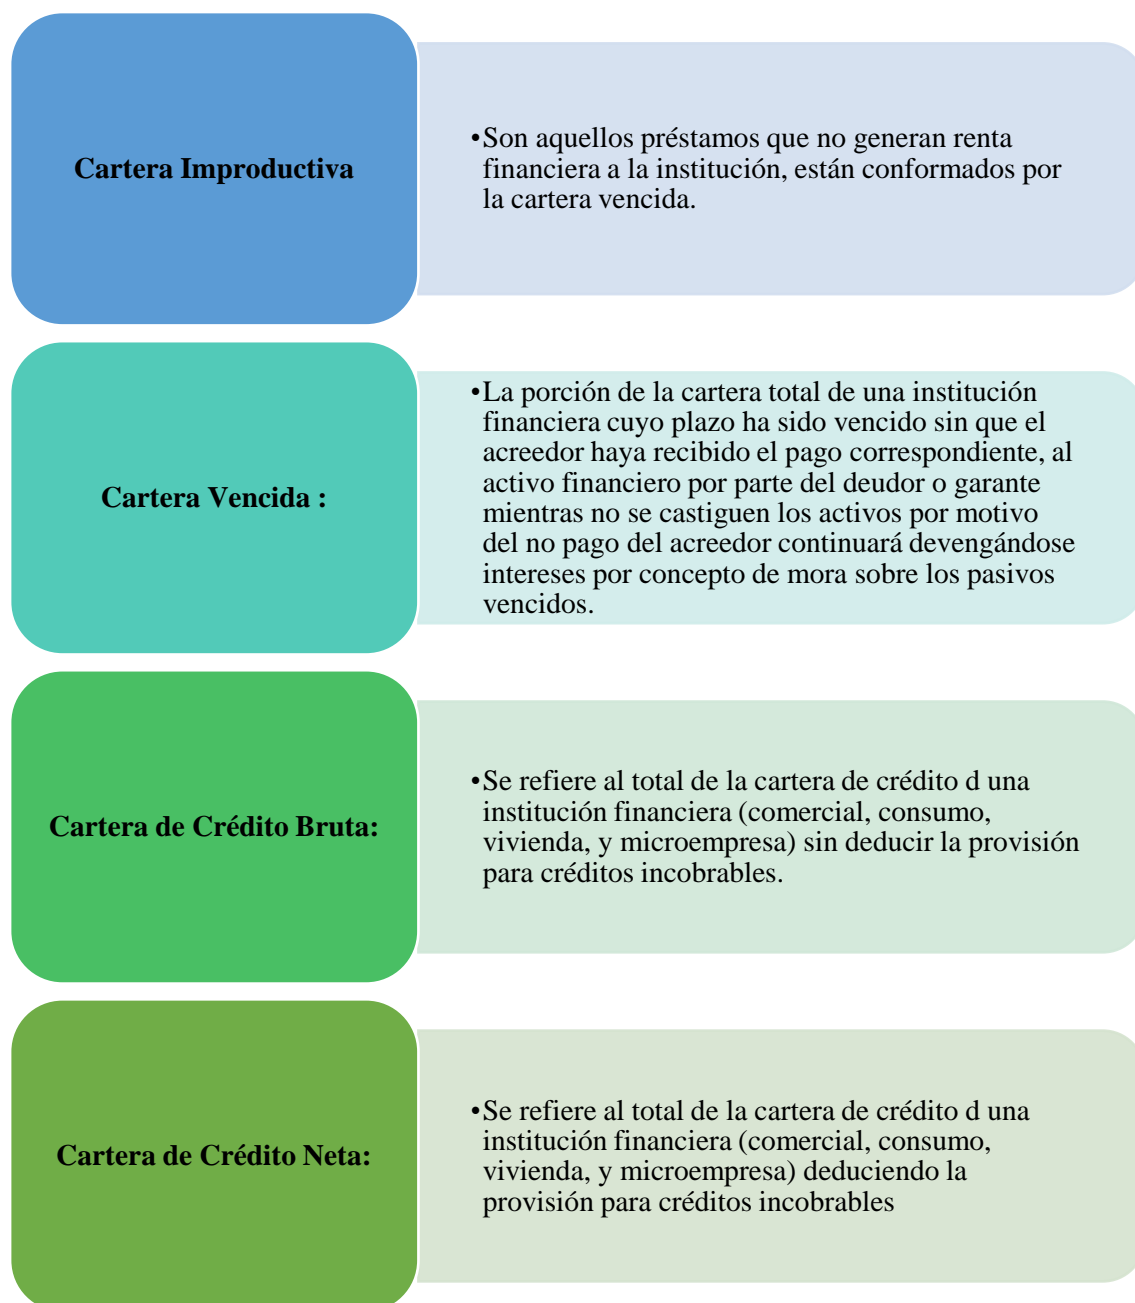 Cartera Improductiva
•Son aquellos préstamos que no generan renta
financiera a la institución, están conformados por
la cartera vencida.
Cartera Vencida :
•La porción de la cartera total de una institución
financiera cuyo plazo ha sido vencido sin que el
acreedor haya recibido el pago correspondiente, al
activo financiero por parte del deudor o garante
mientras no se castiguen los activos por motivo
del no pago del acreedor continuará devengándose
intereses por concepto de mora sobre los pasivos
vencidos.
Cartera de Crédito Bruta:
•Se refiere al total de la cartera de crédito d una
institución financiera (comercial, consumo,
vivienda, y microempresa) sin deducir la provisión
para créditos incobrables.
Cartera de Crédito Neta:
•Se refiere al total de la cartera de crédito d una
institución financiera (comercial, consumo,
vivienda, y microempresa) deduciendo la
provisión para créditos incobrables